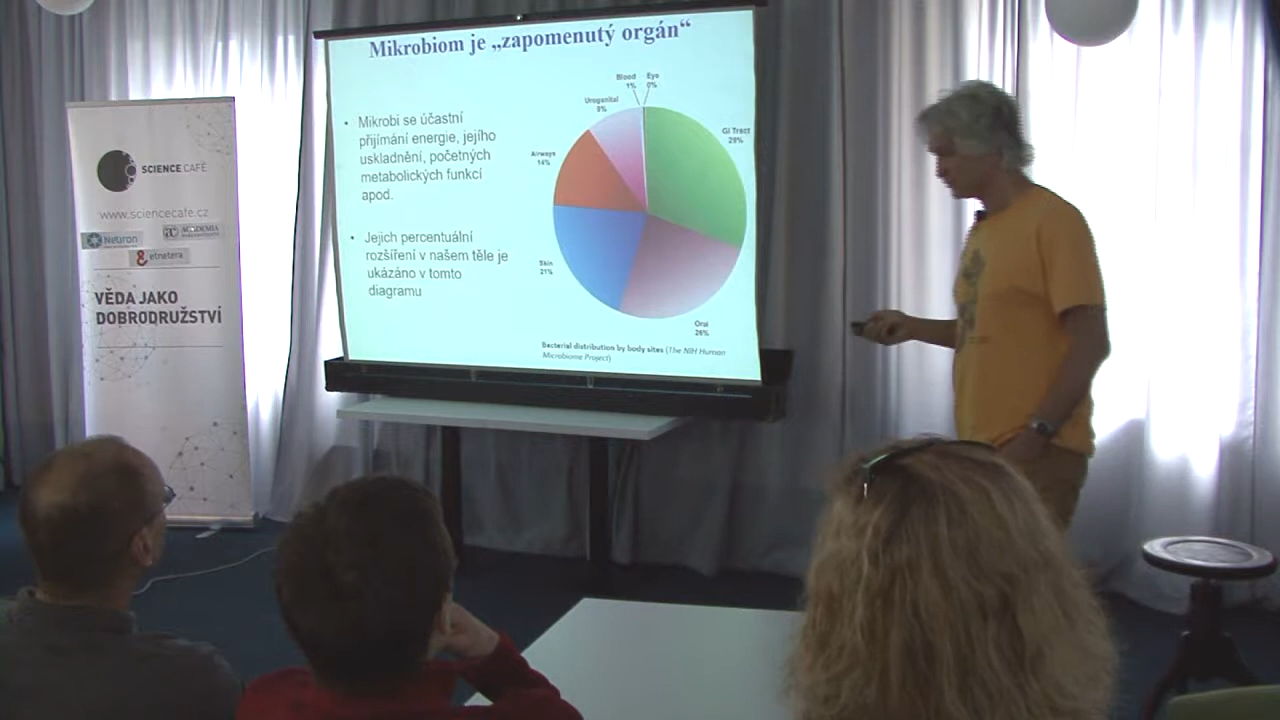 Mikrobiom je „zapomenutý orgán“
• Mikrobi se účastní
přijímání energie, jejího
uskladnění, početných
metabolických funkcí
apod.
• Jejich percentuální
rozšíření v našem těle je
ukázáno v tomto
diagramu
Blood
1%
Eye
0%
Urogenital
9%
GI Tract
29%
Airways
14%
Skin
21%
Oral
26%
Bacterial distribution by body sites (The NIH Human
Microbiome Project)
SCIENCE CAFÉ
www.sciencecafe.cz
Neuron
ACADEMIA
etnetera
VĚDA JAKO
DOBRODRUŽSTVÍ